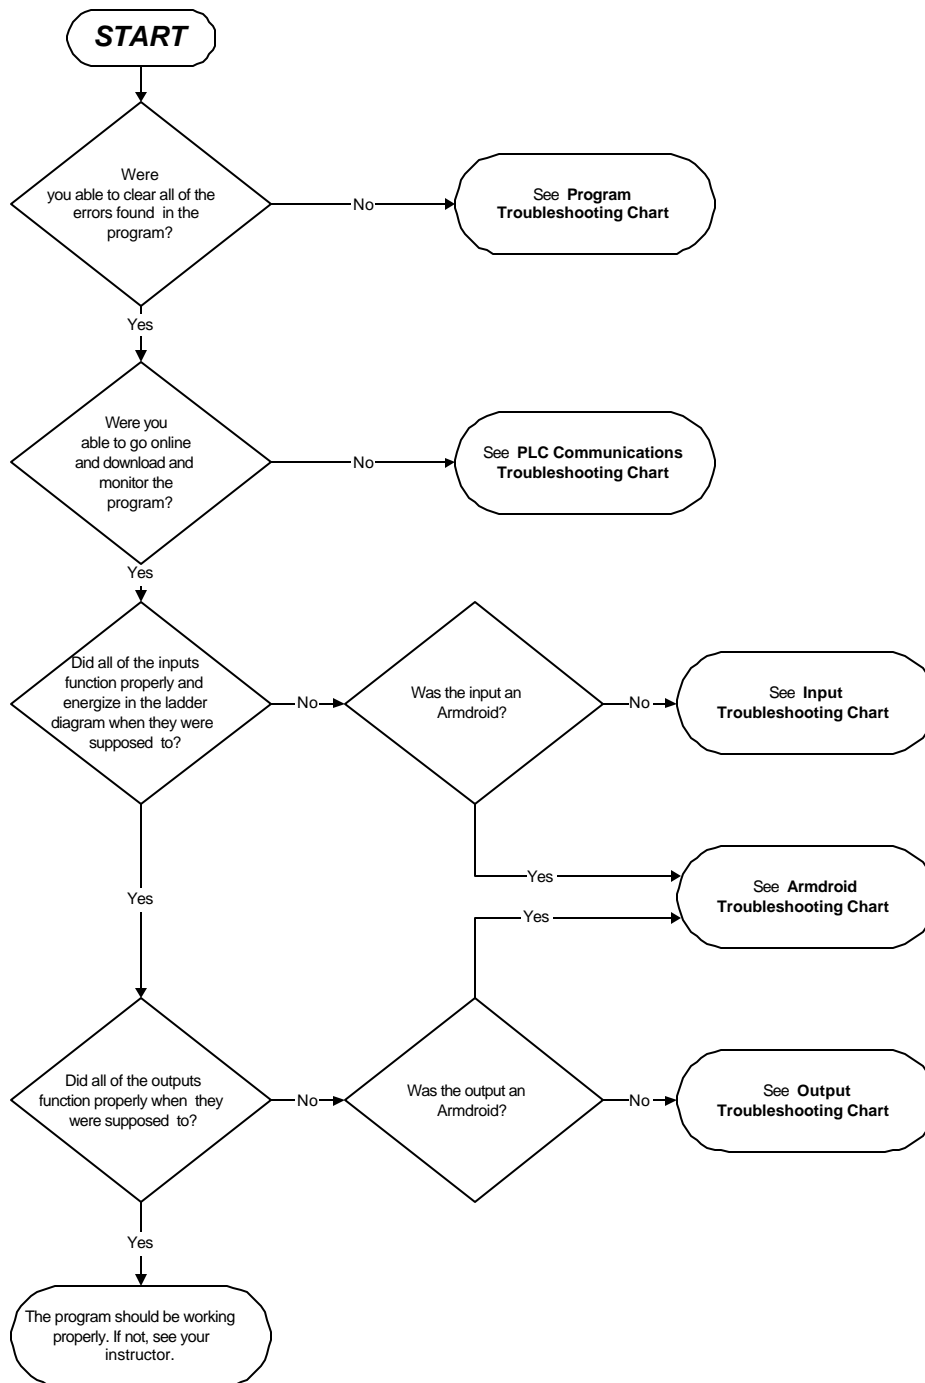 START
Were
you able to clear all of the
errors found in the
program?
No
See Program
Troubleshooting Chart
Yes
Were you
able to go online
and download and
monitor the
program?
No
See PLC Communications
Troubleshooting Chart
Yes
Did all of the inputs
function properly and
energize in the ladder
diagram when they were
supposed to?
No
Was the input an
Armdroid?
No
See Input
Troubleshooting Chart
Yes
See Armdroid
Troubleshooting Chart
Yes
Yes
Did all of the outputs
function properly when they
were supposed to?
No
Was the output an
Armdroid?
No
See Output
Troubleshooting Chart
Yes
The program should be working
properly. If not, see your
instructor.